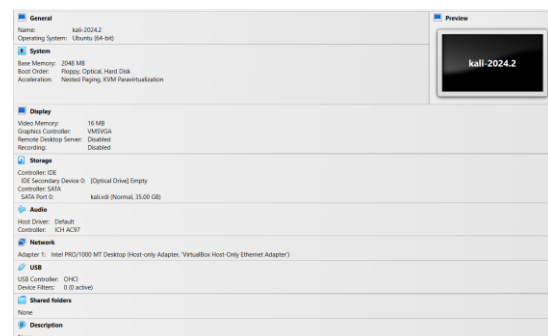 General
Name: kali-2024.2
Operating System: Ubuntu (64-bit)
System
Base Memory: 2048 MB
Boot Order: Floppy, Optical, Hard Disk
Acceleration: Nested Paging, KVM Paravirtualization
Preview
kali-2024.2
Display
Video Memory: 16 MB
Graphics Controller: VMSVGA
Remote Desktop Server: Disabled
Recording: Disabled
Storage
Controller: IDE
IDE Secondary Device 0: [Optical Drive] Empty
Controller: SATA
SATA Port 0: kali.vdi (Normal, 35.00 GB)
Audio
Host Driver: Default
Controller: ICH AC97
Network
Adapter 1: Intel PRO/1000 MT Desktop (Host-only Adapter, 'VirtualBox Host-Only Ethernet Adapter')
USB
USB Controller: OHCI
Device Filters: 0 (0 active)
Shared folders
None
Description